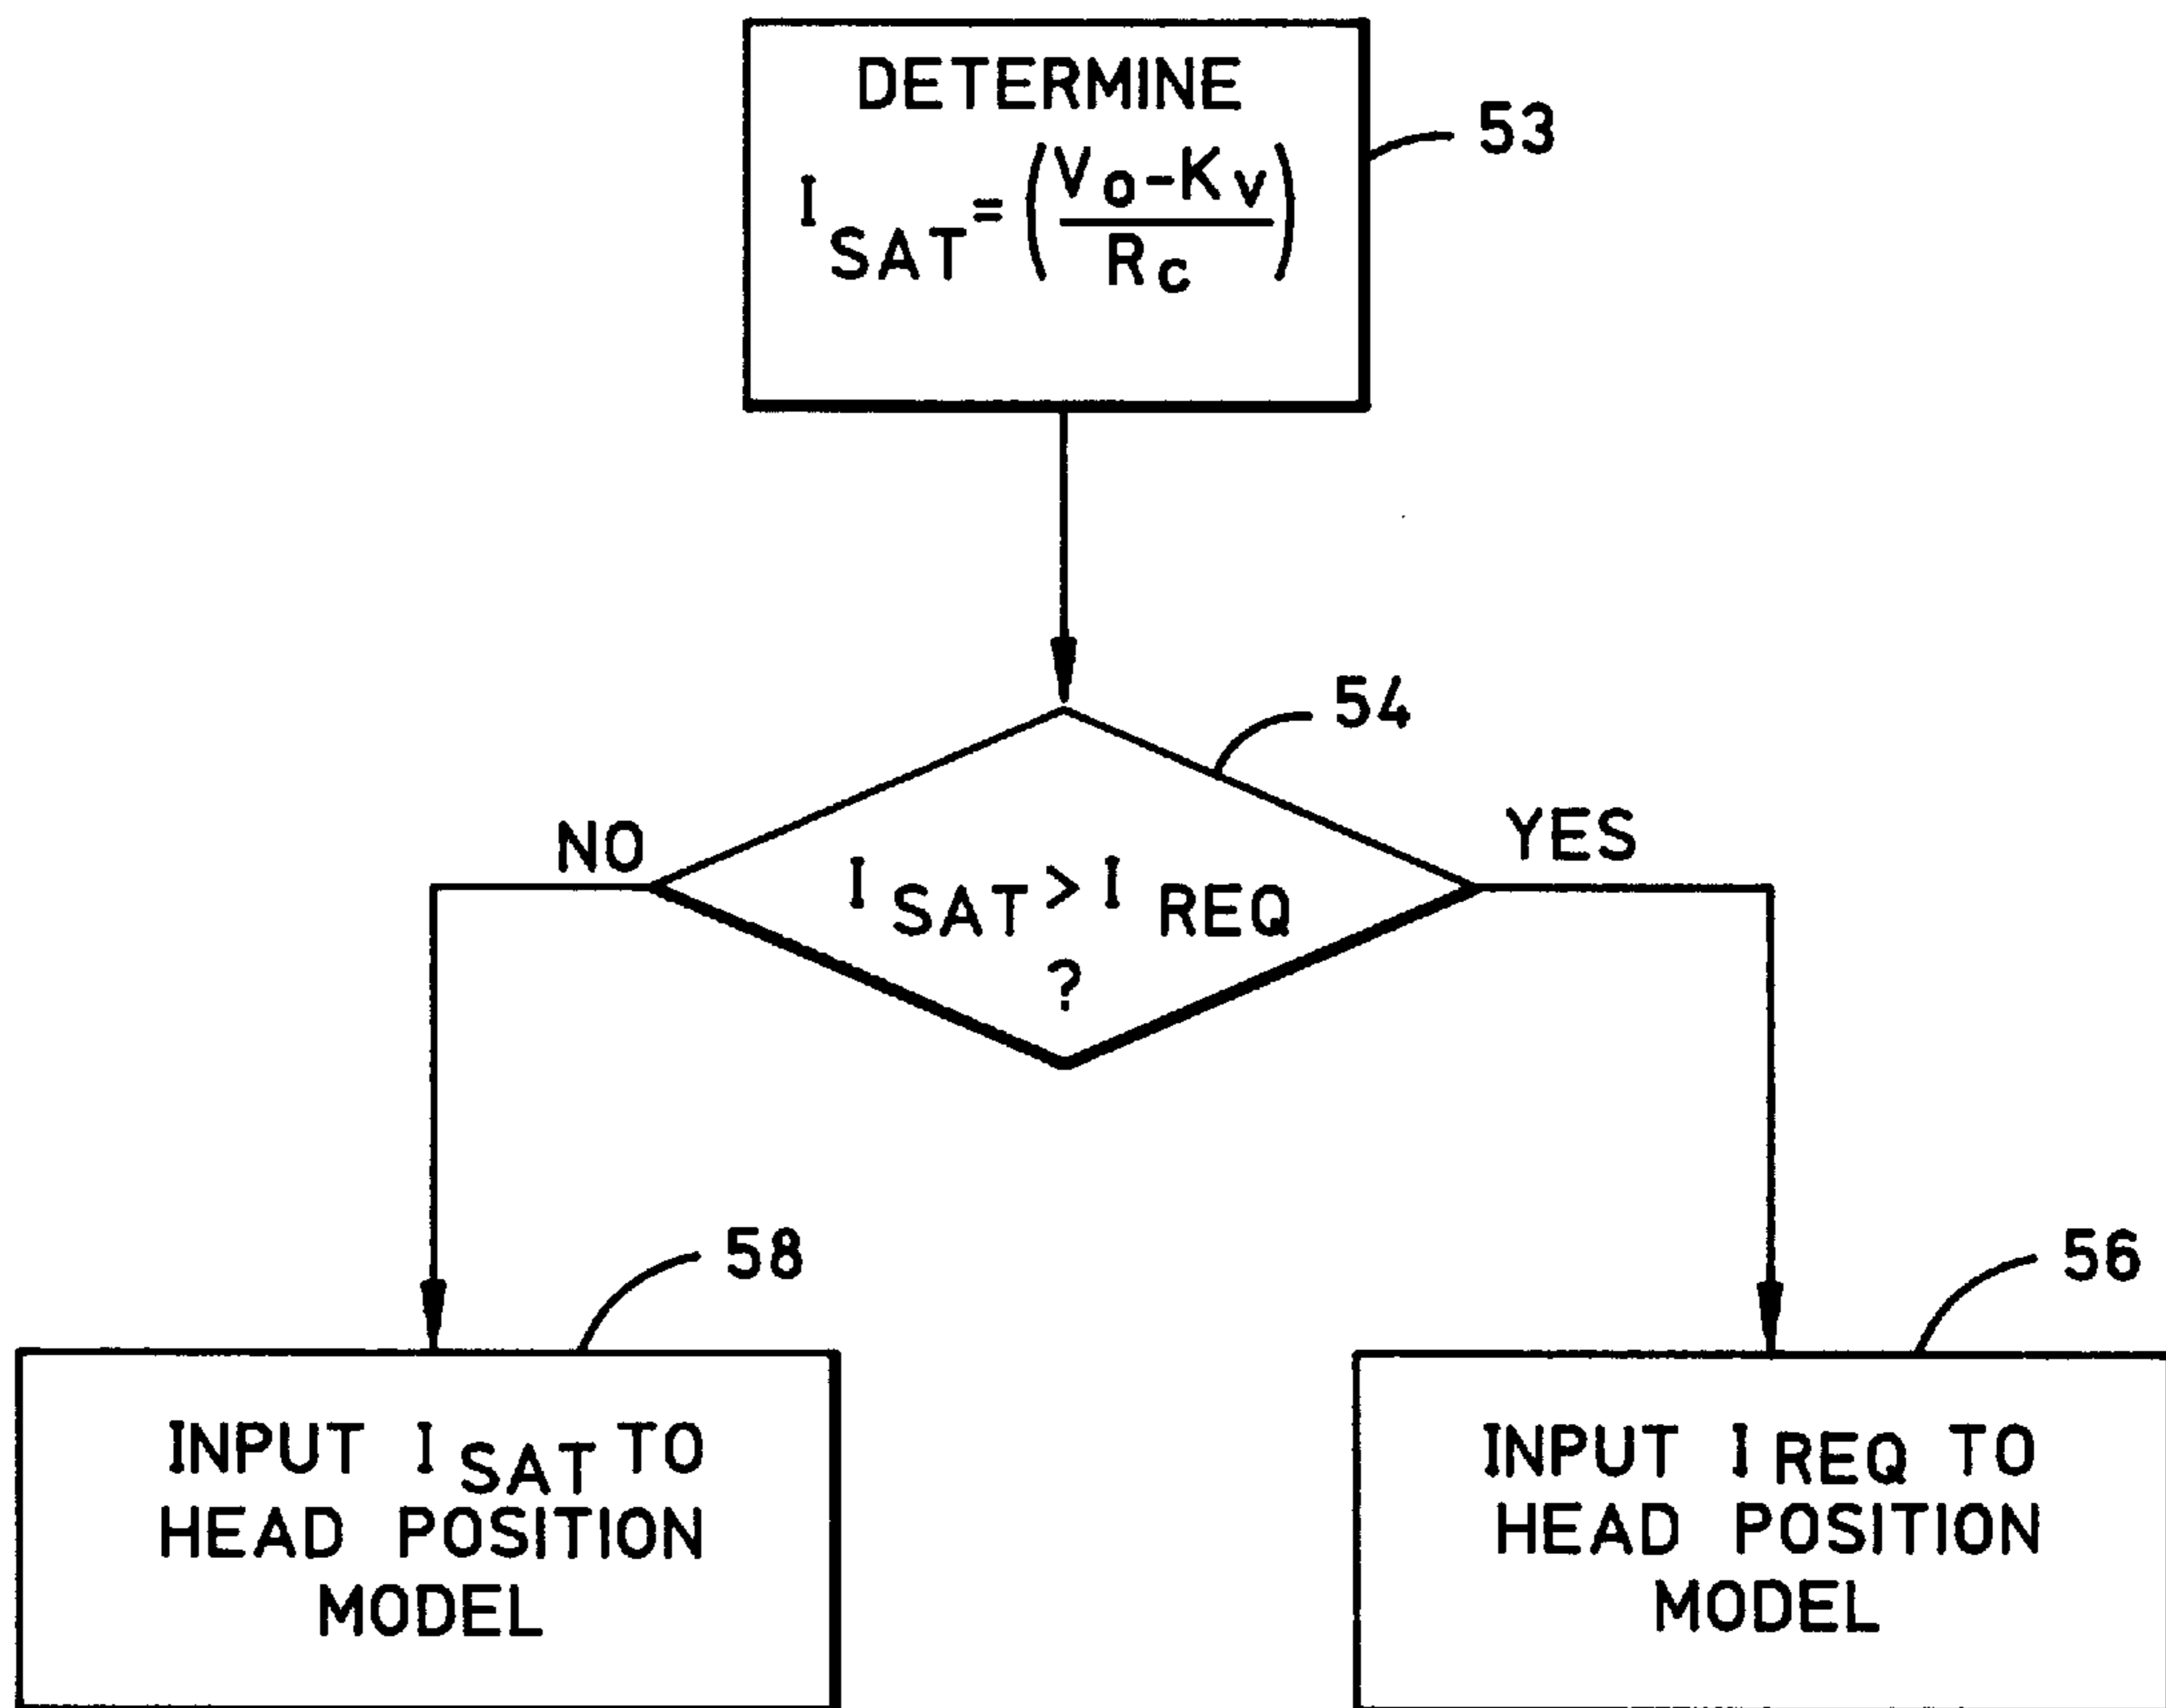 DETERMINE
I SAT = (Vo-Kv / Rc)
53
54
NO
YES
I SAT > I REQ
?
58
56
INPUT I SAT TO
HEAD POSITION
MODEL
INPUT I REQ TO
HEAD POSITION
MODEL